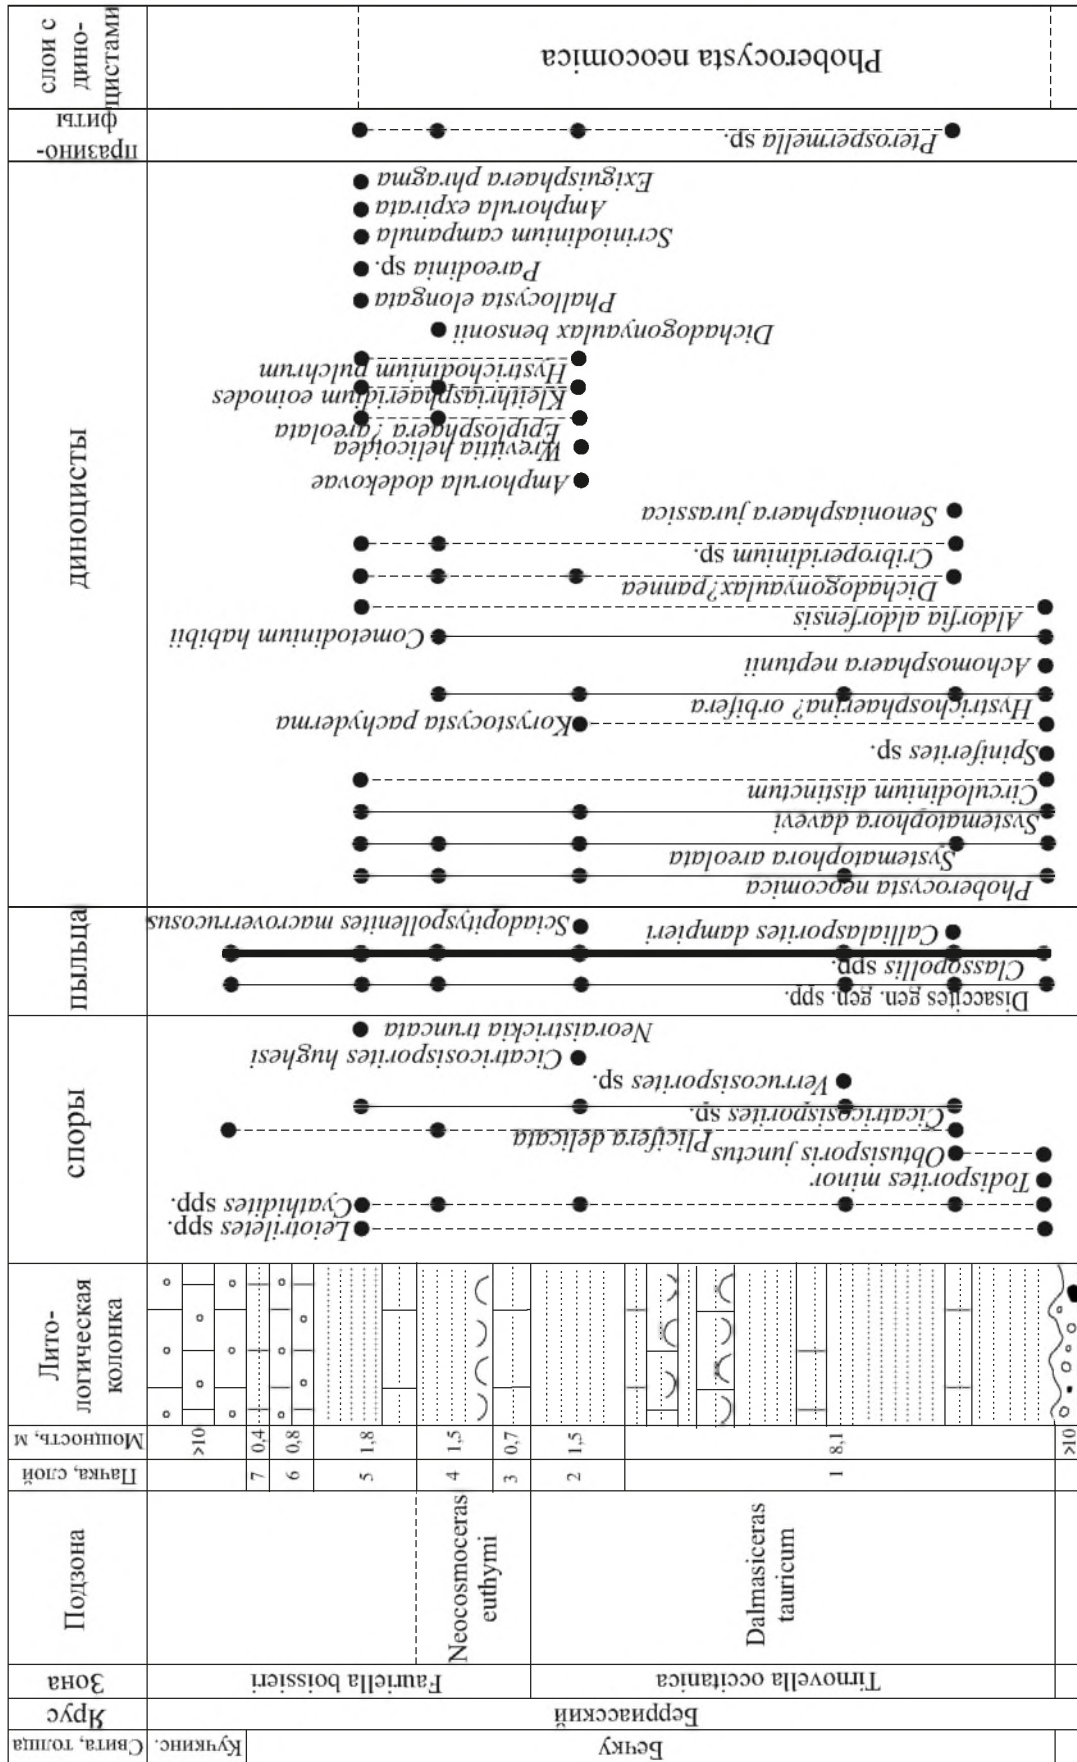 Свита, толща
Ярус
Зона
Подзона
Пачка, слой
Мощность, м
Лито-
логическая
колонка
споры
пыльца
диноцисты
празино-
фиты
слои с
дино-
цистами
Кучкинс.
Бечку
Берриасский
Fauriella boissieri
Tirnovella occitanica
Neocosmoceras
euthymi
Dalmasiceras
tauricum
7
6
5
4
3
2
1
>10
0,4
0,8
1,8
1,5
0,7
1,5
8,1
>10
Leiotriletes spp.
Cyathidites spp.
Todisporites minor
Obtusisporis junctus
Plicifera delicata
Cicatricosisporites sp.
Verrucosisporites sp.
Cicatricosisporites hughesi
Neoraistrickia truncata
Disaccites gen. gen. spp.
Classopollis spp.
Callialasporites dampieri
Sciadopityspollenites macroverrucosus
Phoberocysta neocomica
Systematophora areolata
Systematophora davevi
Circulodinium distinctum
Spiniferites sp.
Korystocysta pachyderma
Hystrichosphaerina? orbifera
Achomosphaera neptunii
Cometodinium habibii
Aldorfia aldorfensis
Dichadogonyaulax?pannea
Cribroperidinium sp.
Senoniasphaera jurassica
Amphorula dodekovae
Wrevittia helicoidea
Epiplosphaera ? areolata
Kleithriasphaeridium eoinodes
Hystrichodinium pulchrum
Dichadogonyaulax bensonii
Phallocysta elongata
Pareodinia sp.
Scriniodinium campanula
Amphorula expirata
Exiguisphaera phragma
Pterospermella sp.
Phoberocysta neocomica